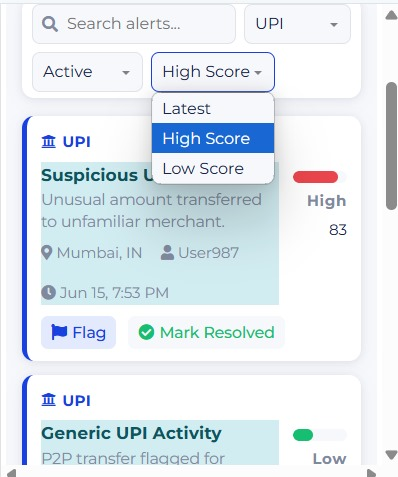 Search alerts...
UPI
Active
High Score
Latest
High Score
Low Score
UPI
Suspicious U
Unusual amount transferred
to unfamiliar merchant.
High
83
Mumbai, IN
User987
Jun 15, 7:53 PM
Flag
Mark Resolved
UPI
Generic UPI Activity
P2P transfer flagged for
Low